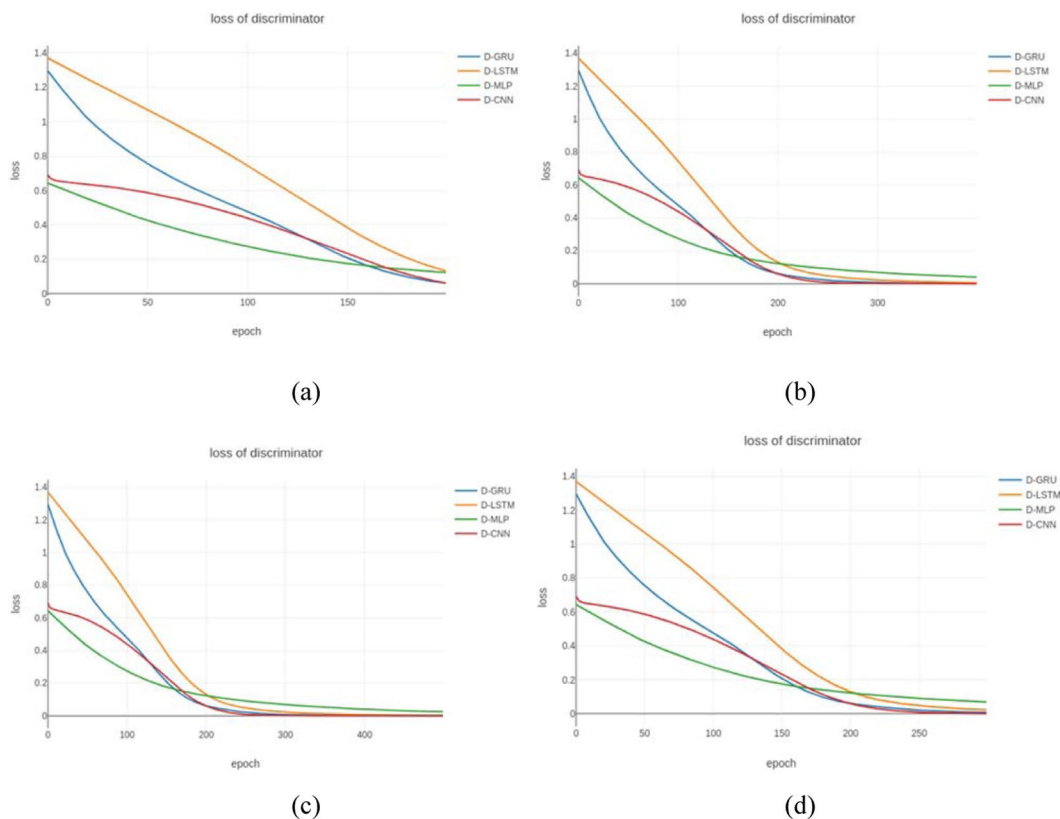 loss of discriminator
1.4
1.2
1
0.8
0.6
0.4
0.2
0
loss
0
50
100
150
epoch
D-GRU
D-LSTM
D-MLP
D-CNN
(a)
loss of discriminator
1.4
1.2
1
0.8
0.6
0.4
0.2
0
loss
0
100
200
300
epoch
D-GRU
D-LSTM
D-MLP
D-CNN
(b)
loss of discriminator
1.4
1.2
1
0.8
0.6
0.4
0.2
0
loss
0
100
200
300
400
epoch
D-GRU
D-LSTM
D-MLP
D-CNN
(c)
loss of discriminator
1.4
1.2
1
0.8
0.6
0.4
0.2
0
loss
0
50
100
150
200
250
epoch
D-GRU
D-LSTM
D-MLP
D-CNN
(d)